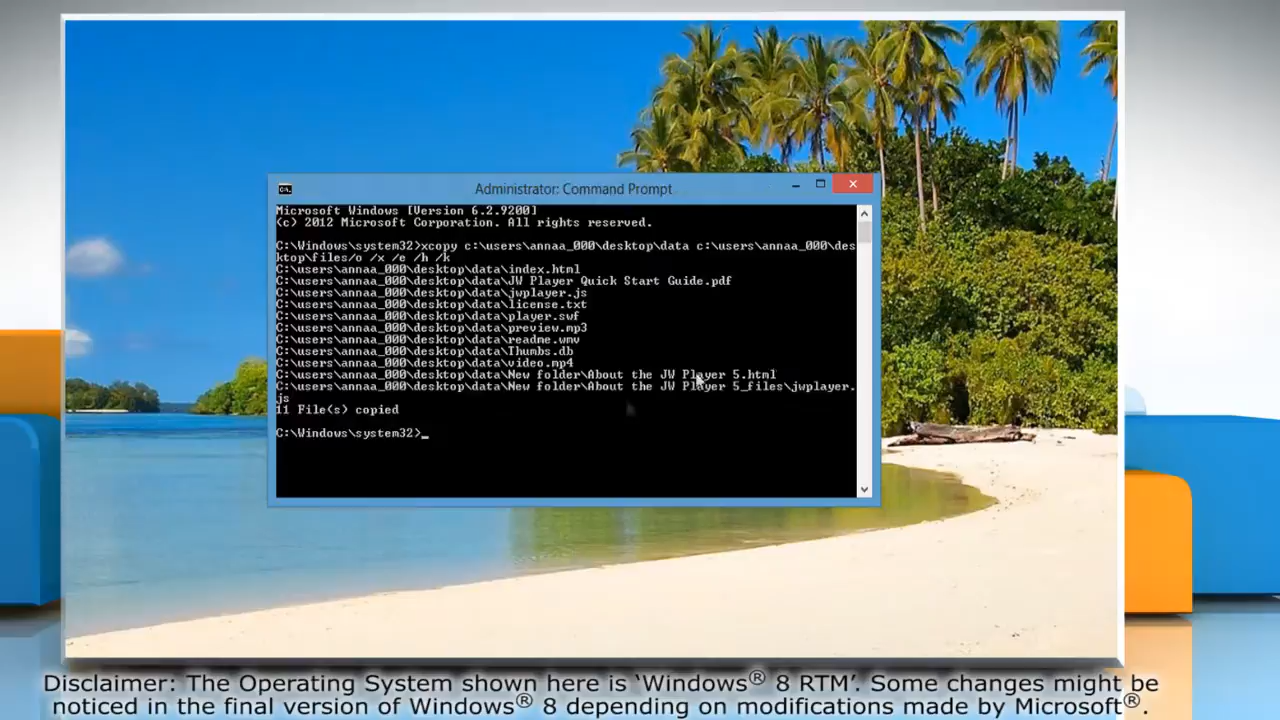 Administrator: Command Prompt
Microsoft Windows [Version 6.2.9200]
(c) 2012 Microsoft Corporation. All rights reserved.
C:\Windows\system32>xcopy c:\users\annaa_000\desktop\data c:\users\annaa_000\des
ktop\files/o /x /e /h /k
C:\users\annaa_000\desktop\data\index.html
C:\users\annaa_000\desktop\data\JW Player Quick Start Guide.pdf
C:\users\annaa_000\desktop\data\jwplayer.js
C:\users\annaa_000\desktop\data\license.txt
C:\users\annaa_000\desktop\data\player.swf
C:\users\annaa_000\desktop\data\preview.mp3
C:\users\annaa_000\desktop\data\readme.wmv
C:\users\annaa_000\desktop\data\Thumbs.db
C:\users\annaa_000\desktop\data\video.mp4
C:\users\annaa_000\desktop\data\New folder\About the JW Player 5.html
C:\users\annaa_000\desktop\data\New folder\About the JW Player 5_files\jwplayer.
js
11 File(s) copied
C:\Windows\system32>_
Disclaimer: The Operating System shown here is ‘Windows® 8 RTM’. Some changes might be
noticed in the final version of Windows® 8 depending on modifications made by Microsoft®.